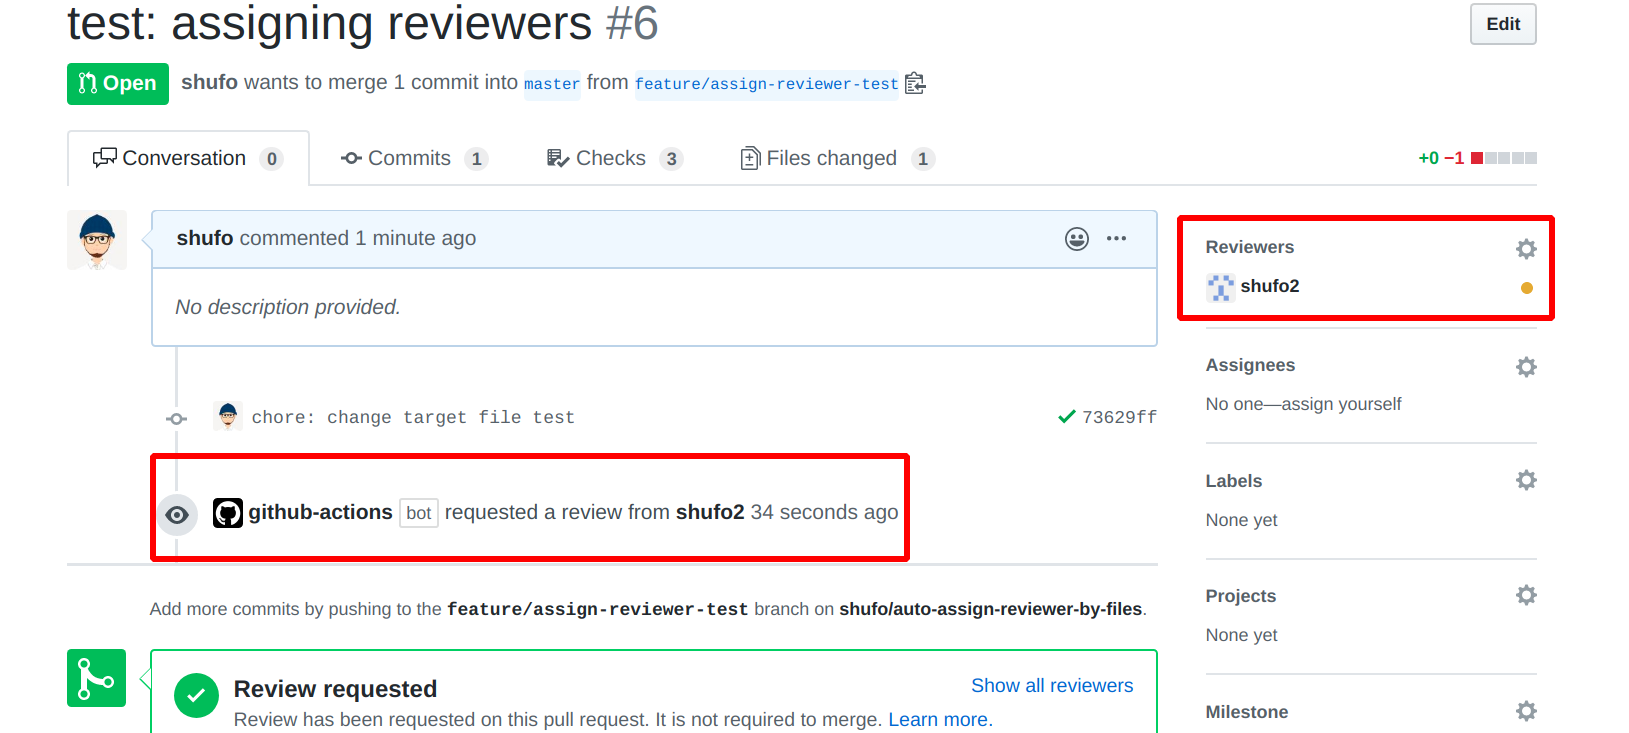 test: assigning reviewers #6
Edit
Open
shufo wants to merge 1 commit into master from feature/assign-reviewer-test
Conversation 0
Commits 1
Checks 3
Files changed 1
+0 −1
shufo commented 1 minute ago
No description provided.
chore: change target file test
73629ff
github-actions bot requested a review from shufo2 34 seconds ago
Add more commits by pushing to the feature/assign-reviewer-test branch on shufo/auto-assign-reviewer-by-files.
Review requested
Show all reviewers
Review has been requested on this pull request. It is not required to merge. Learn more.
Reviewers
shufo2
Assignees
No one—assign yourself
Labels
None yet
Projects
None yet
Milestone